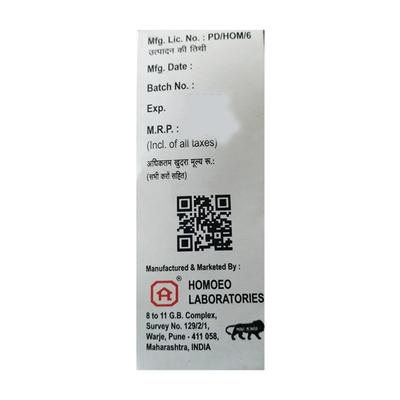 Mfg. Lic. No. : PD/HOM/6
उत्पादन की तिथी
Mfg. Date :
Batch No. :
Exp.
M.R.P. :
(Incl. of all taxes)
अधिकतम खुदरा मूल्य रू.:
(सभी करों सहित)
Manufactured & Marketed By :
® HOMOEO
LABORATORIES
8 to 11 G.B. Complex,
Survey No. 129/2/1,
Warje, Pune - 411 058,
Maharashtra, INDIA